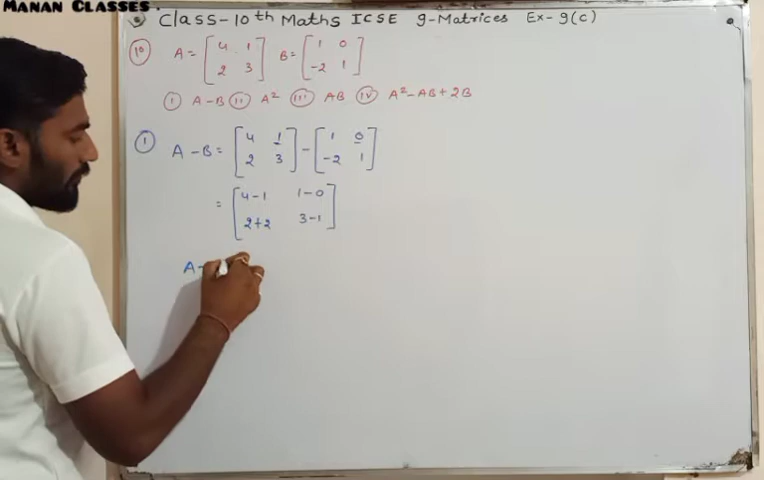 MANAN CLASSES
Class-10th Maths ICSE 9-Matrices Ex-9(c)
(10) A = [4 1 B = [1 0
2 3] -2 1]
(i) A-B (ii) A² (iii) AB (iv) A²-AB+2B
(1) A-B = [4 1 - [1 0
2 3] -2 1]
= [4-1 1-0
2+2 3-1]
A-